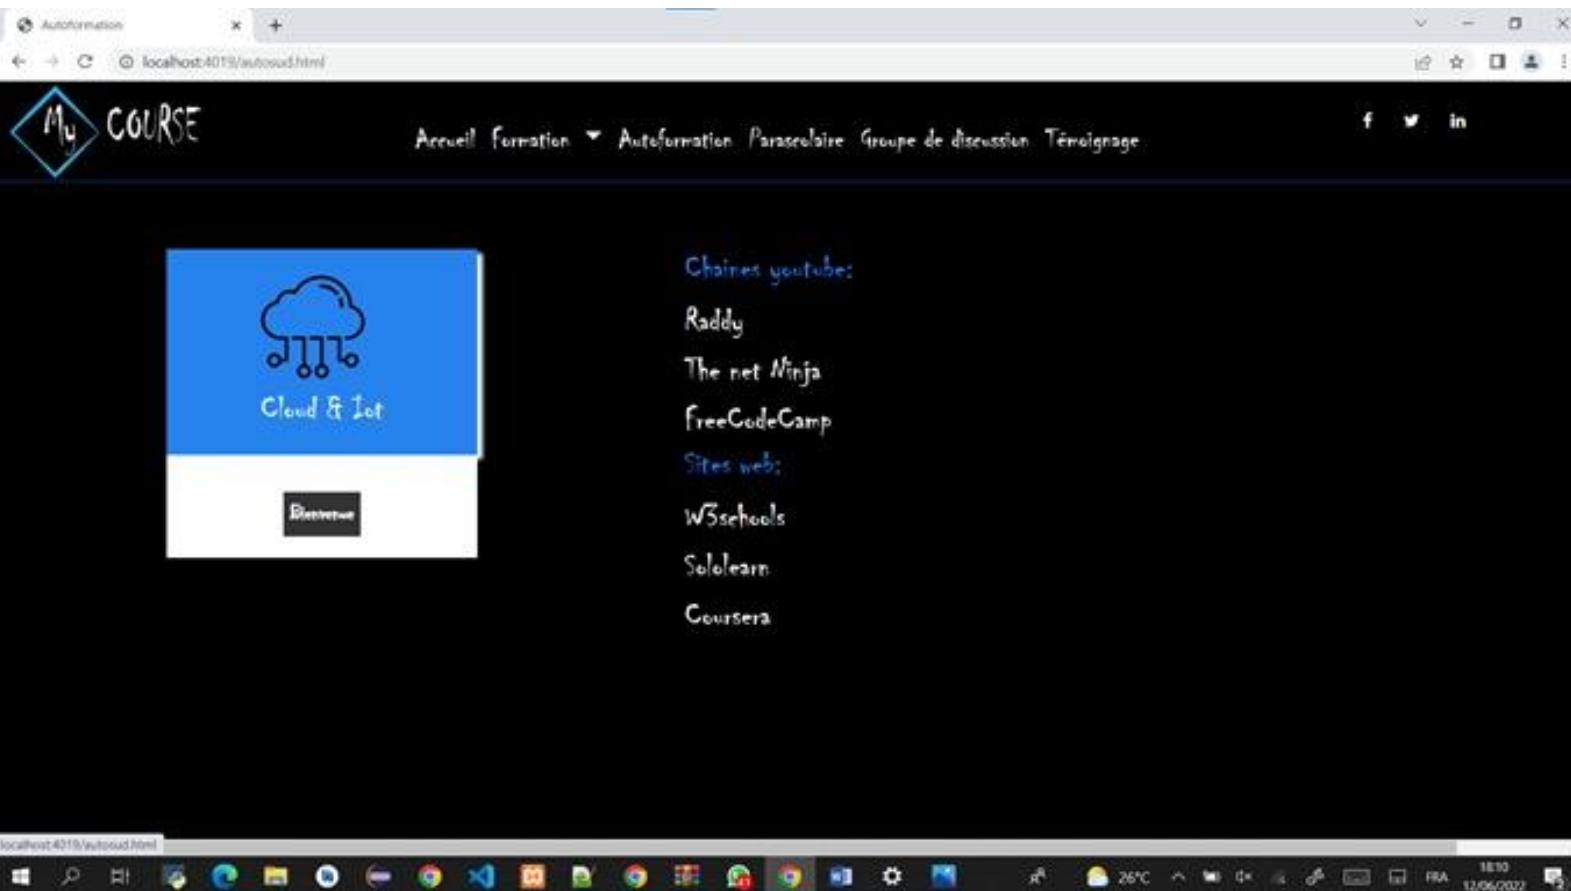 Autoformation
localhost:4019/autosud.html
My COURSE
Accueil Formation Autoformation Parascolaire Groupe de discussion Témoignage
Cloud & Iot
Bienvenue
Chaines youtube:
Raddy
The net Ninja
FreeCodeCamp
Sites web:
W3schools
Sololearn
Coursera
localhost:4019/autosud.html
26°C
FRA
18:10
12/06/2022